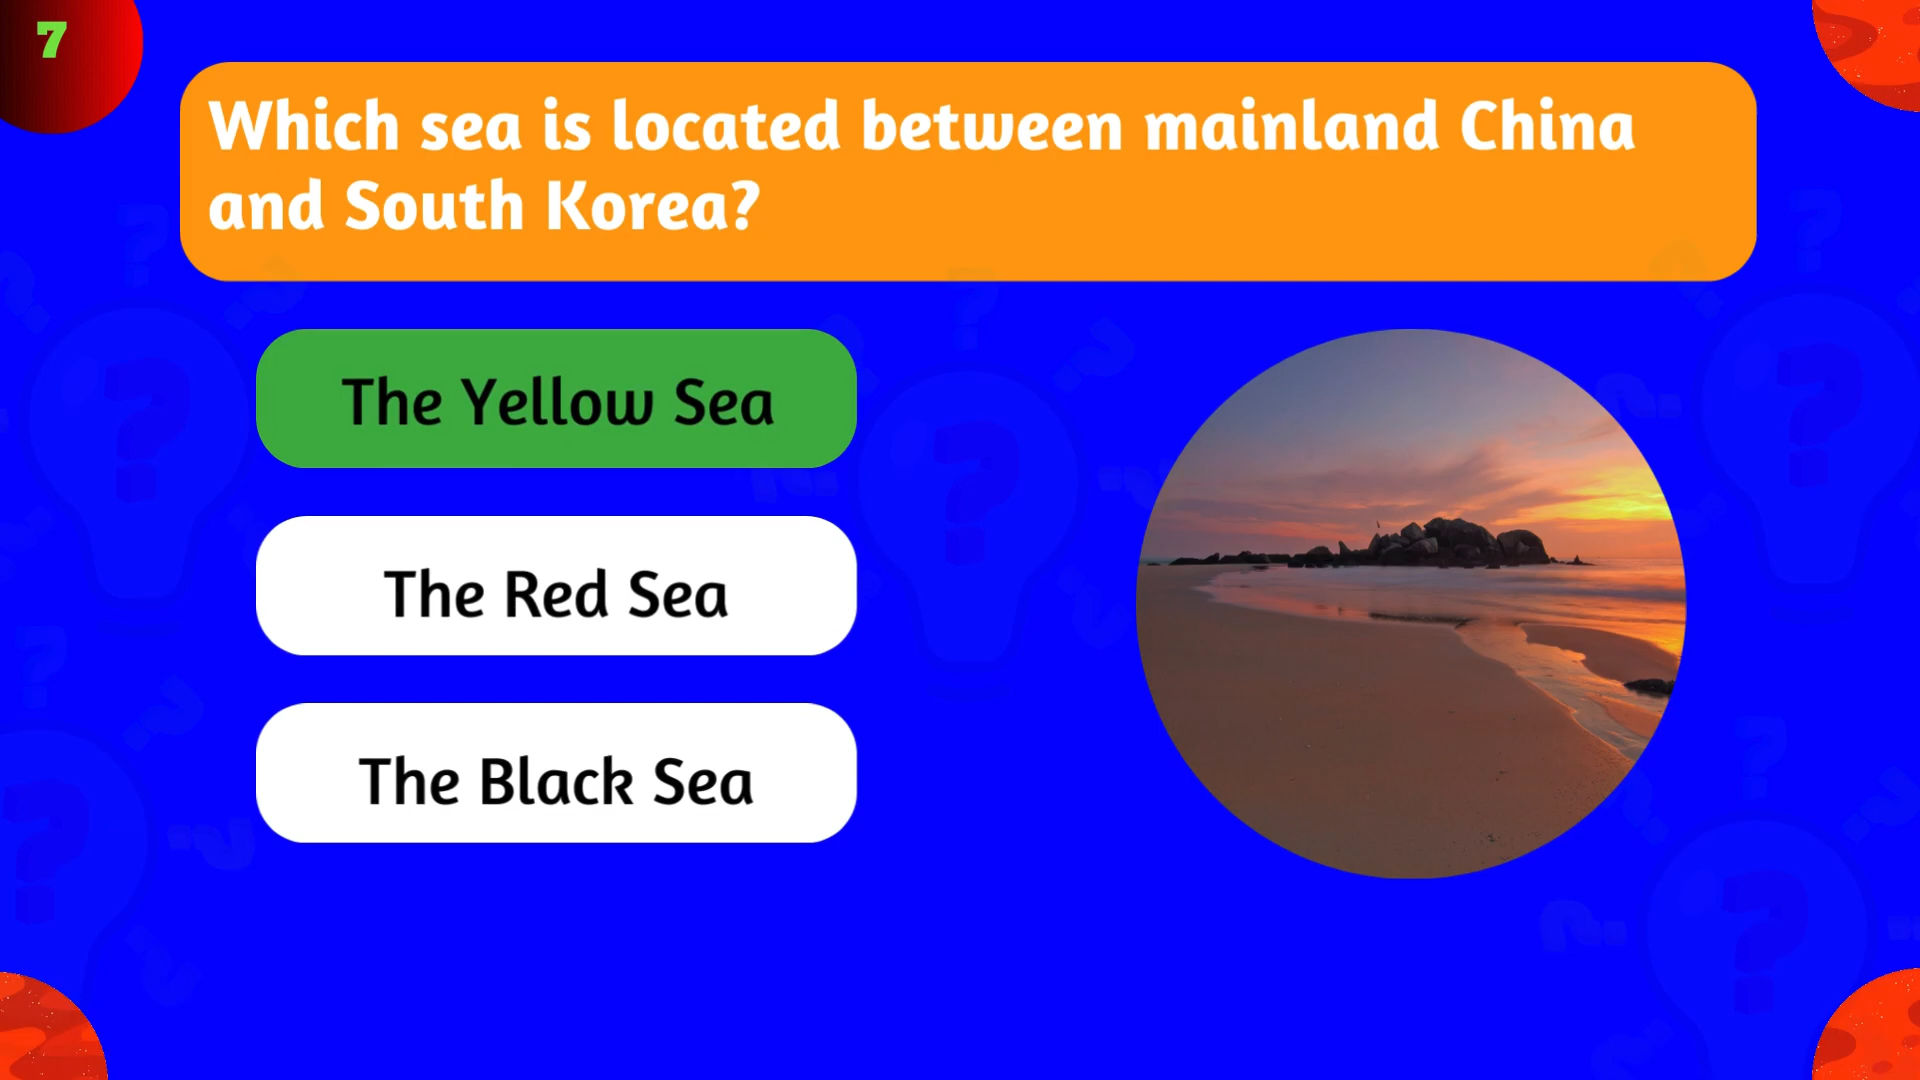 7
Which sea is located between mainland China
and South Korea?
The Yellow Sea
The Red Sea
The Black Sea